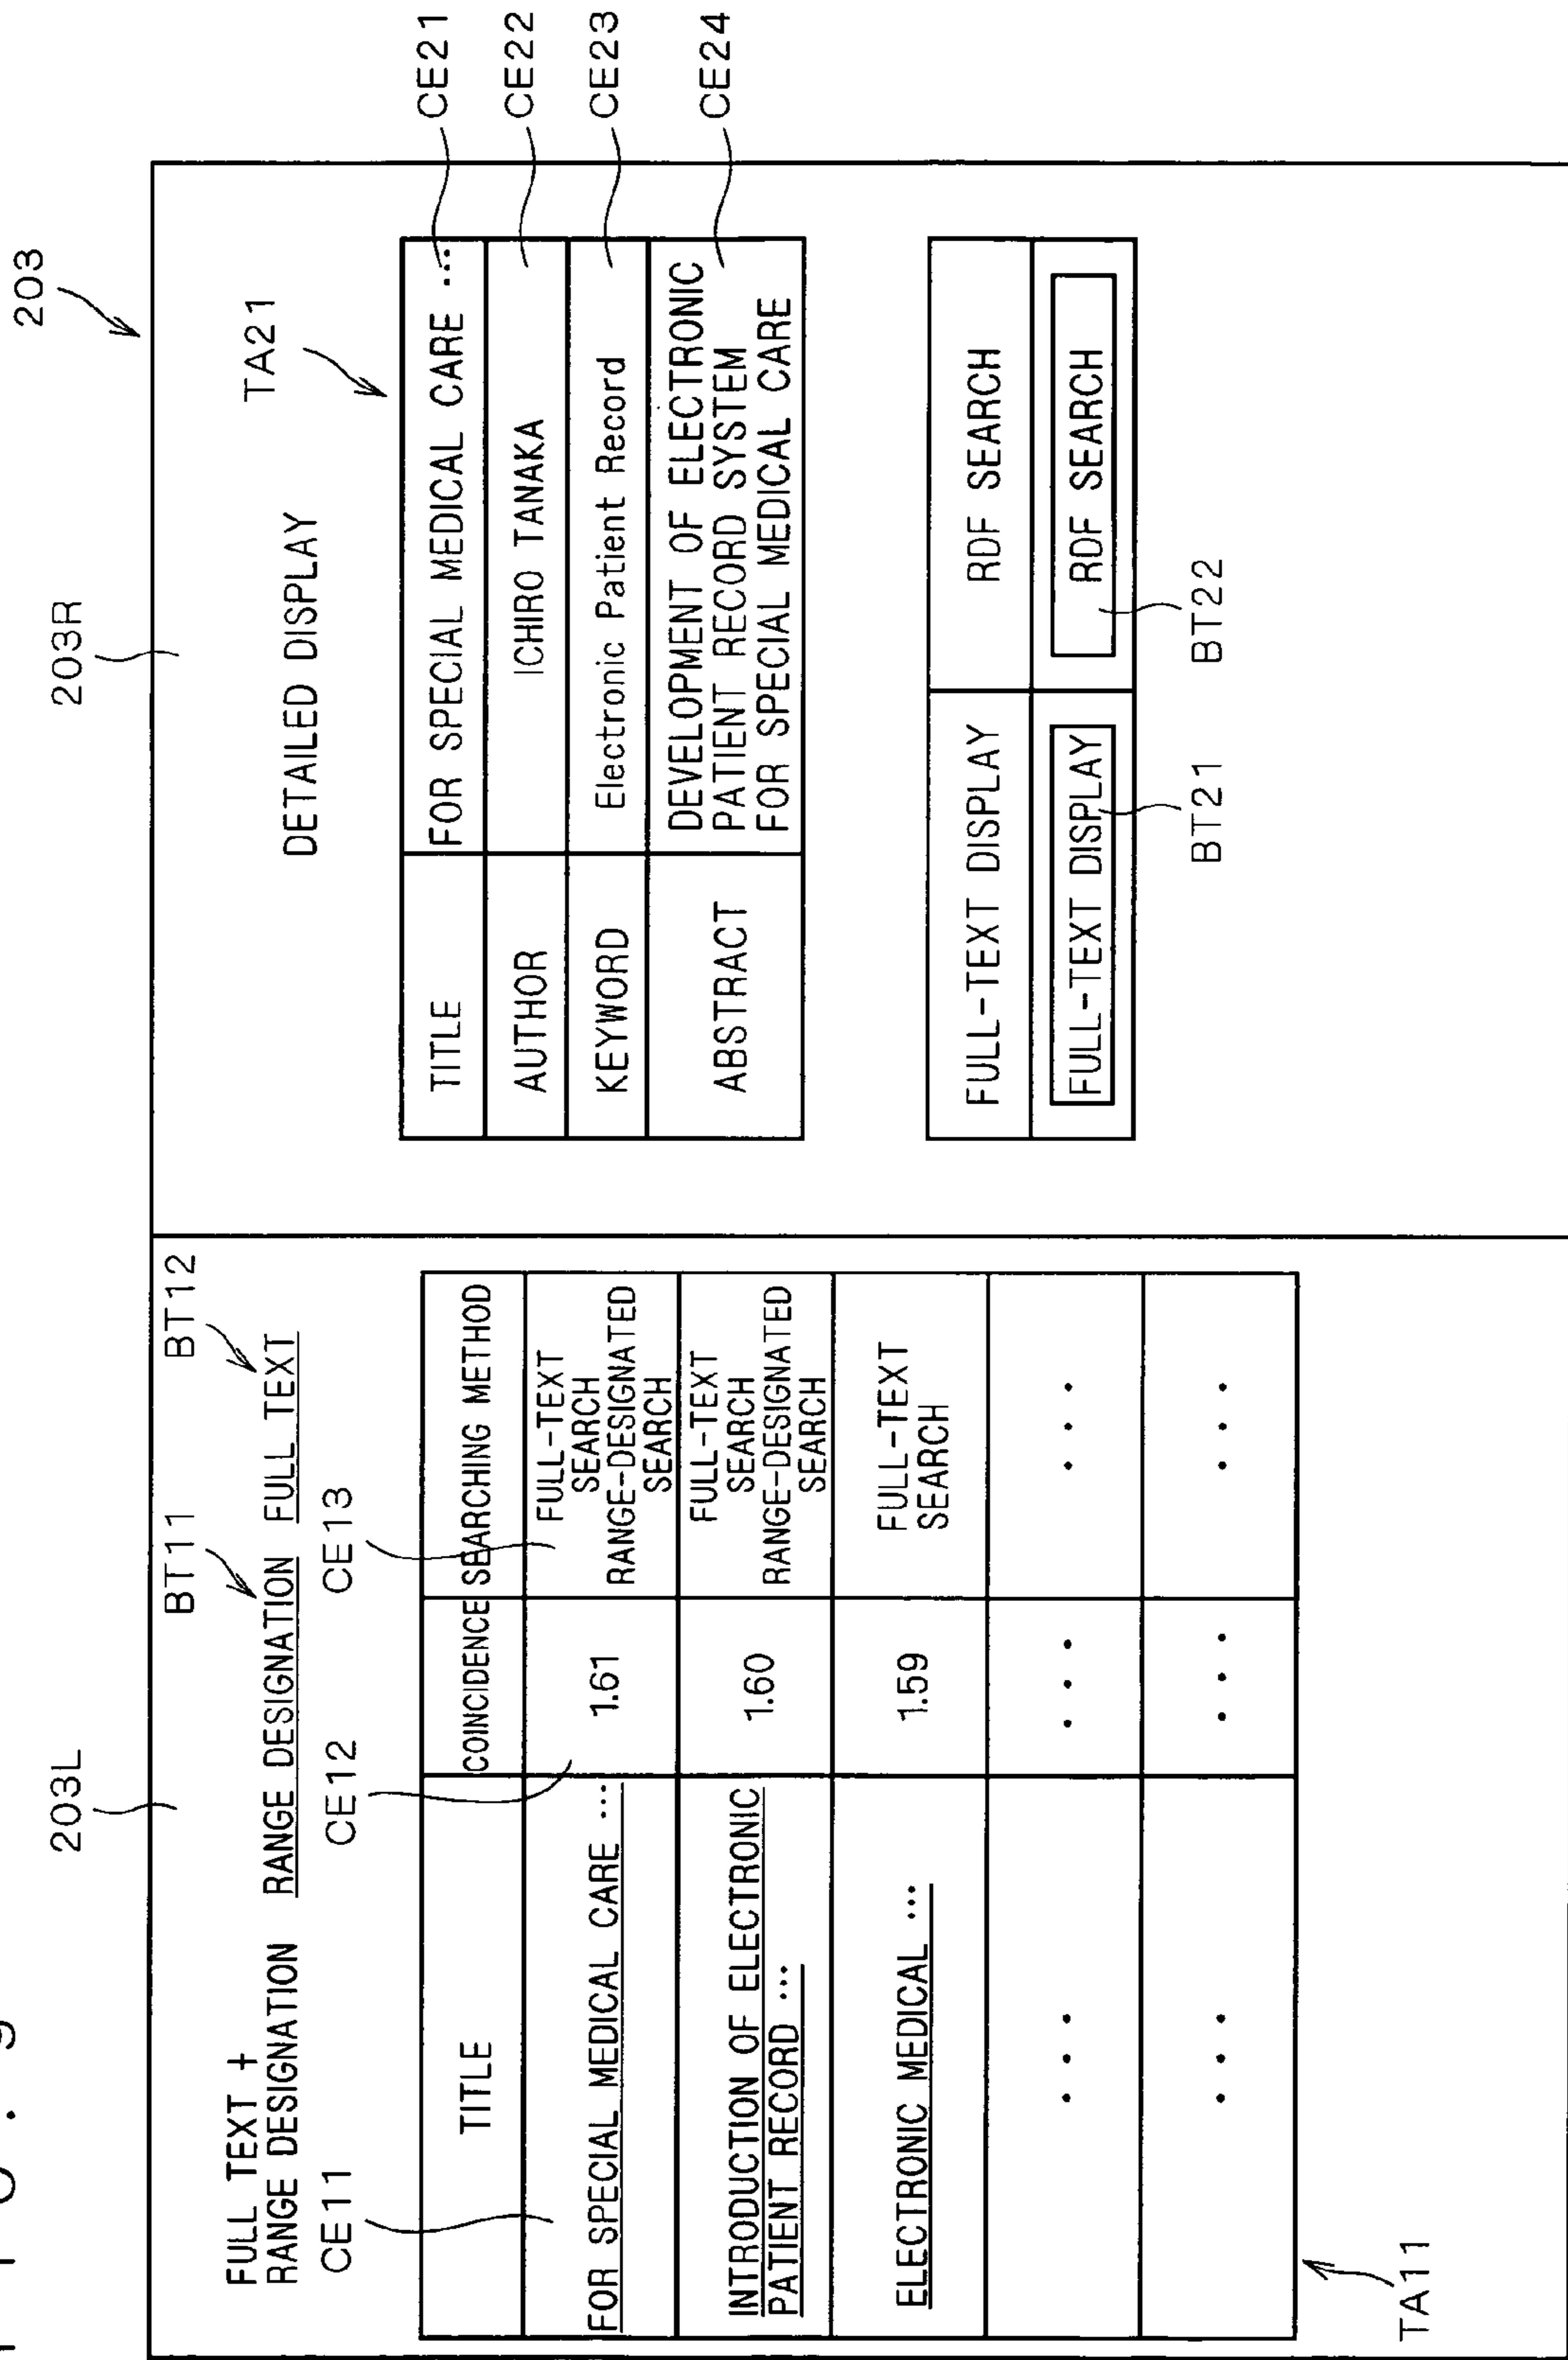 203
203L
203R
FULL TEXT +
RANGE DESIGNATION
RANGE DESIGNATION
FULL TEXT
BT11
BT12
CE11
CE12
CE13
TITLE
COINCIDENCE
SEARCHING METHOD
FOR SPECIAL MEDICAL CARE ...
1.61
FULL-TEXT
SEARCH
RANGE-DESIGNATED
SEARCH
INTRODUCTION OF ELECTRONIC
PATIENT RECORD ...
1.60
FULL-TEXT
SEARCH
RANGE-DESIGNATED
SEARCH
ELECTRONIC MEDICAL ...
1.59
FULL-TEXT
SEARCH
... ... ...
... ... ...
TA11
DETAILED DISPLAY
TA21
TITLE
FOR SPECIAL MEDICAL CARE ...
CE21
AUTHOR
ICHIRO TANAKA
CE22
KEYWORD
Electronic Patient Record
CE23
ABSTRACT
DEVELOPMENT OF ELECTRONIC
PATIENT RECORD SYSTEM
FOR SPECIAL MEDICAL CARE
CE24
FULL-TEXT DISPLAY
RDF SEARCH
FULL-TEXT DISPLAY
RDF SEARCH
BT21
BT22